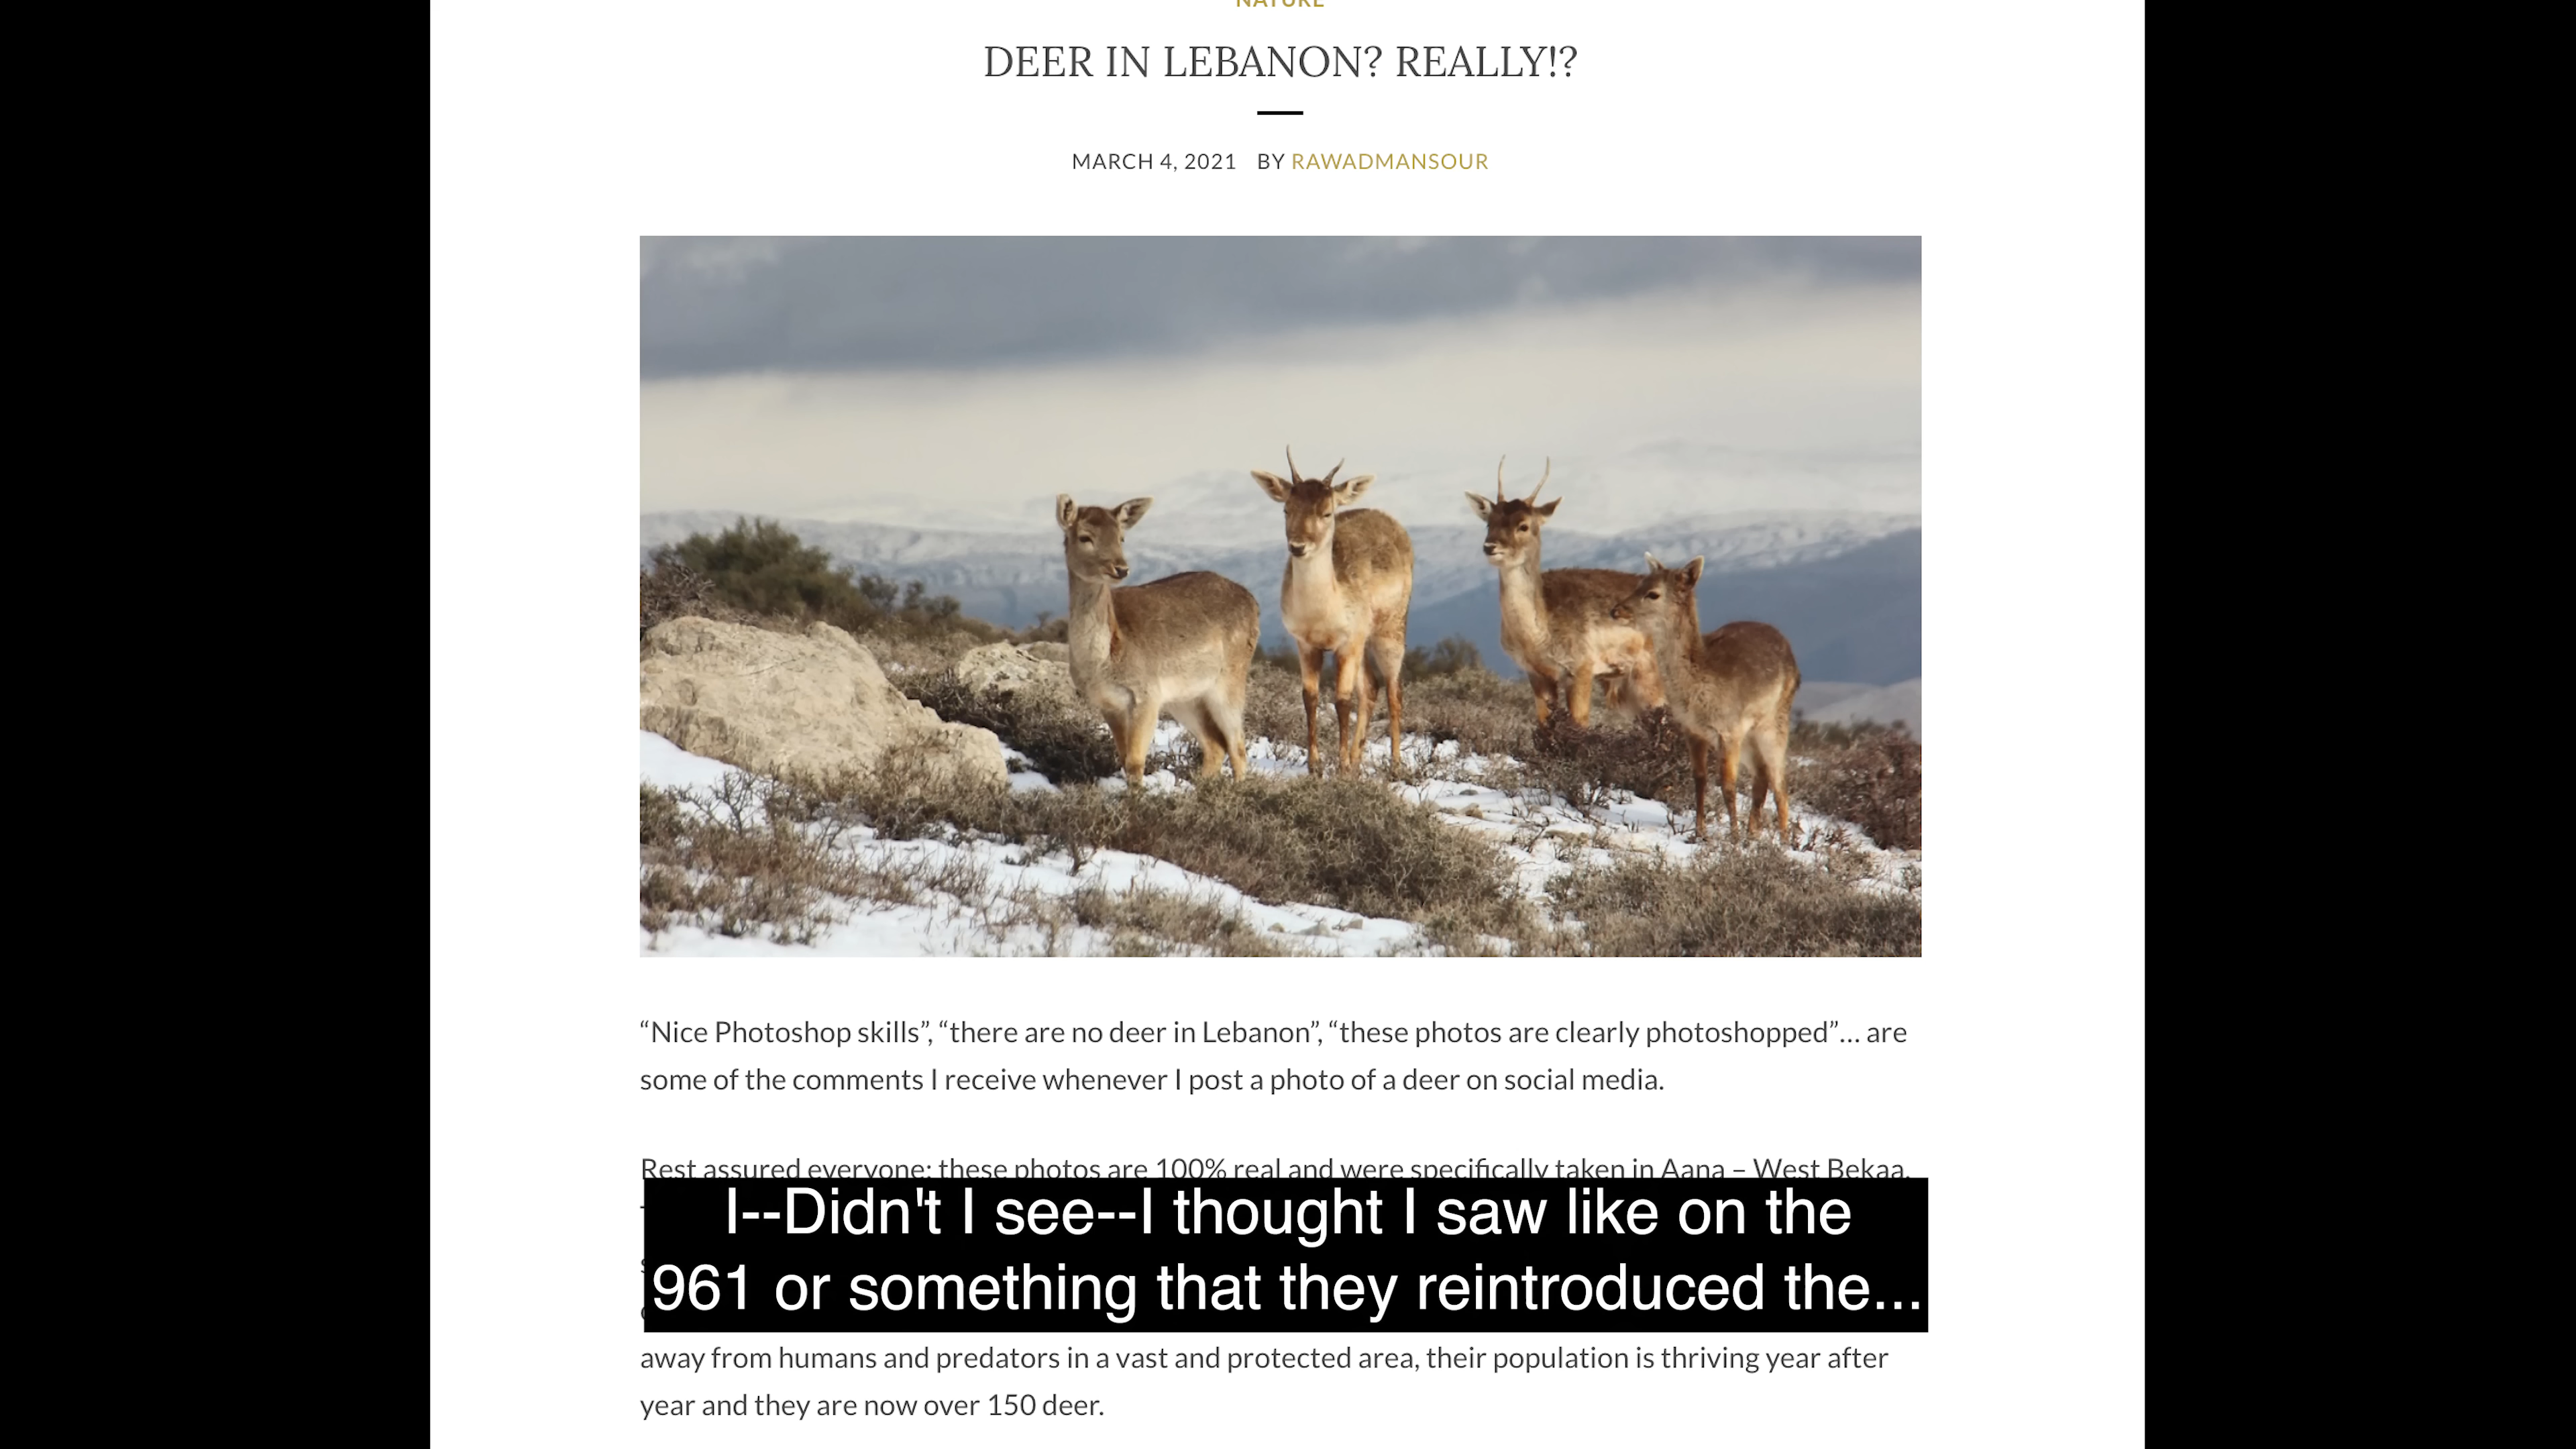 NATURE
DEER IN LEBANON? REALLY!?
MARCH 4, 2021 BY RAWADMANSOUR
“Nice Photoshop skills”, “there are no deer in Lebanon”, “these photos are clearly photoshopped”… are
some of the comments I receive whenever I post a photo of a deer on social media.
Rest assured everyone: these photos are 100% real and were specifically taken in Aana – West Bekaa.
I--Didn't I see--I thought I saw like on the
961 or something that they reintroduced the...
away from humans and predators in a vast and protected area, their population is thriving year after
year and they are now over 150 deer.